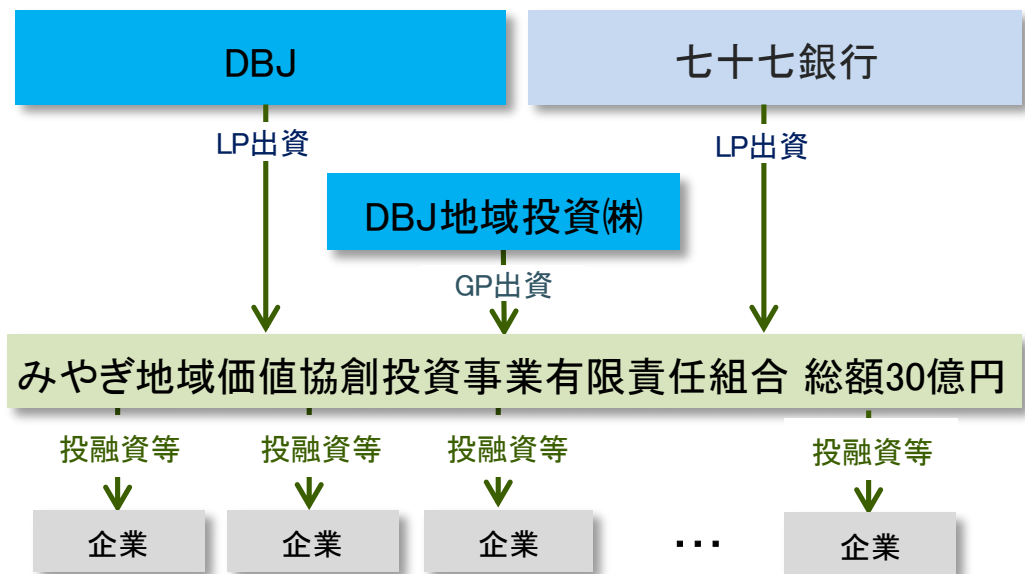 DBJ
七十七銀行
LP出資
LP出資
DBJ地域投資㈱
GP出資
みやぎ地域価値協創投資事業有限責任組合 総額30億円
投融資等
投融資等
投融資等
投融資等
企業
企業
企業
…
企業